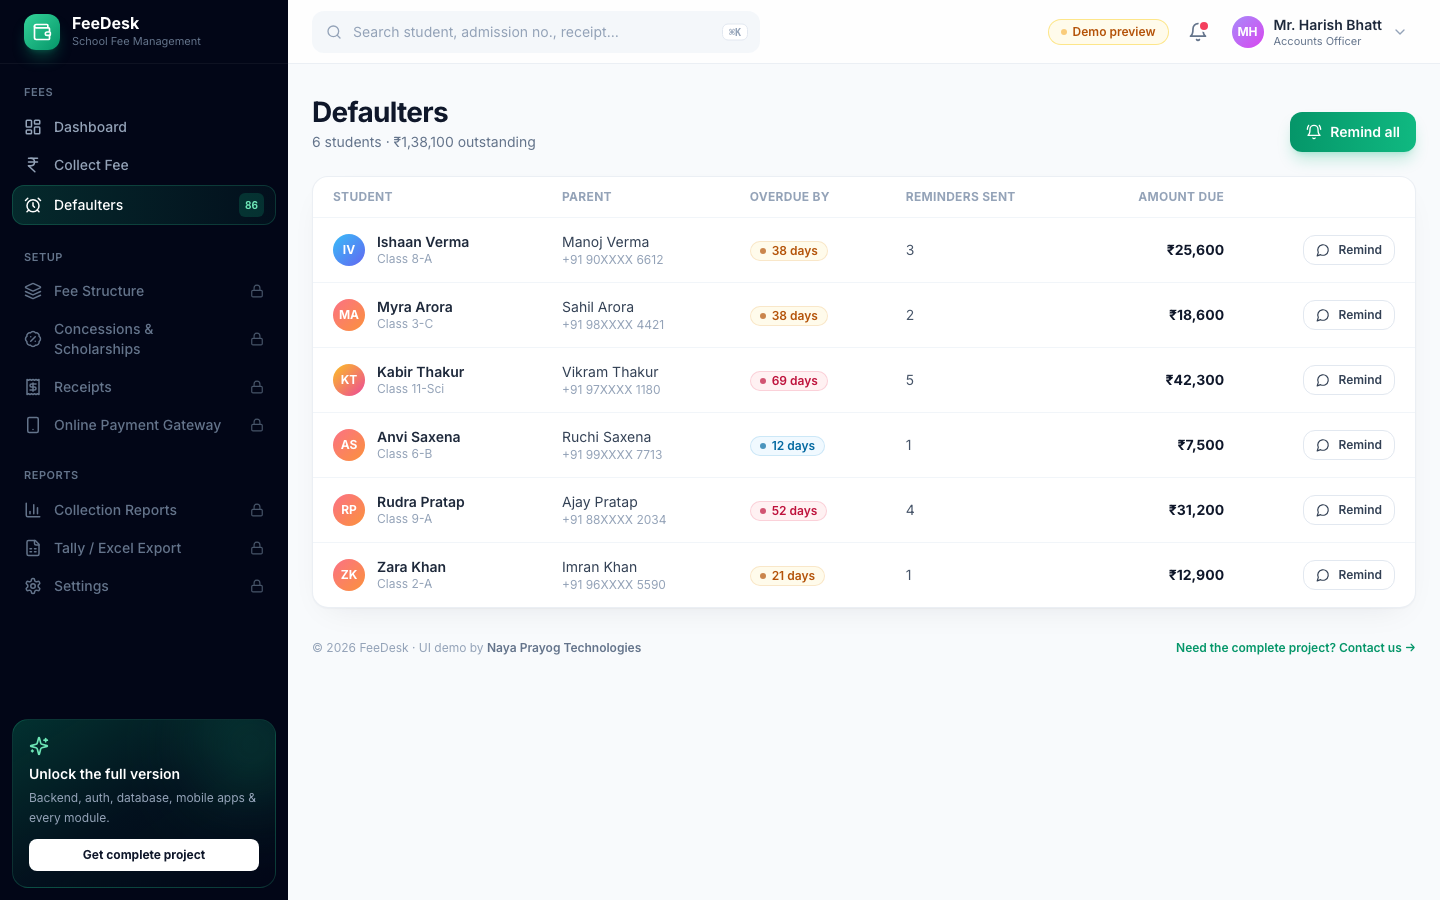 FeeDesk
School Fee Management
Search student, admission no., receipt...
⌘K
Demo preview
MH
Mr. Harish Bhatt
Accounts Officer
FEES
Dashboard
Collect Fee
Defaulters
86
SETUP
Fee Structure
Concessions &
Scholarships
Receipts
Online Payment Gateway
REPORTS
Collection Reports
Tally / Excel Export
Settings
Unlock the full version
Backend, auth, database, mobile apps &
every module.
Get complete project
Defaulters
6 students · ₹1,38,100 outstanding
Remind all
STUDENT PARENT OVERDUE BY REMINDERS SENT AMOUNT DUE
IV Ishaan Verma Manoj Verma 38 days 3 ₹25,600 Remind
Class 8-A +91 90XXXX 6612
MA Myra Arora Sahil Arora 38 days 2 ₹18,600 Remind
Class 3-C +91 98XXXX 4421
KT Kabir Thakur Vikram Thakur 69 days 5 ₹42,300 Remind
Class 11-Sci +91 97XXXX 1180
AS Anvi Saxena Ruchi Saxena 12 days 1 ₹7,500 Remind
Class 6-B +91 99XXXX 7713
RP Rudra Pratap Ajay Pratap 52 days 4 ₹31,200 Remind
Class 9-A +91 88XXXX 2034
ZK Zara Khan Imran Khan 21 days 1 ₹12,900 Remind
Class 2-A +91 96XXXX 5590
© 2026 FeeDesk · UI demo by Naya Prayog Technologies
Need the complete project? Contact us →